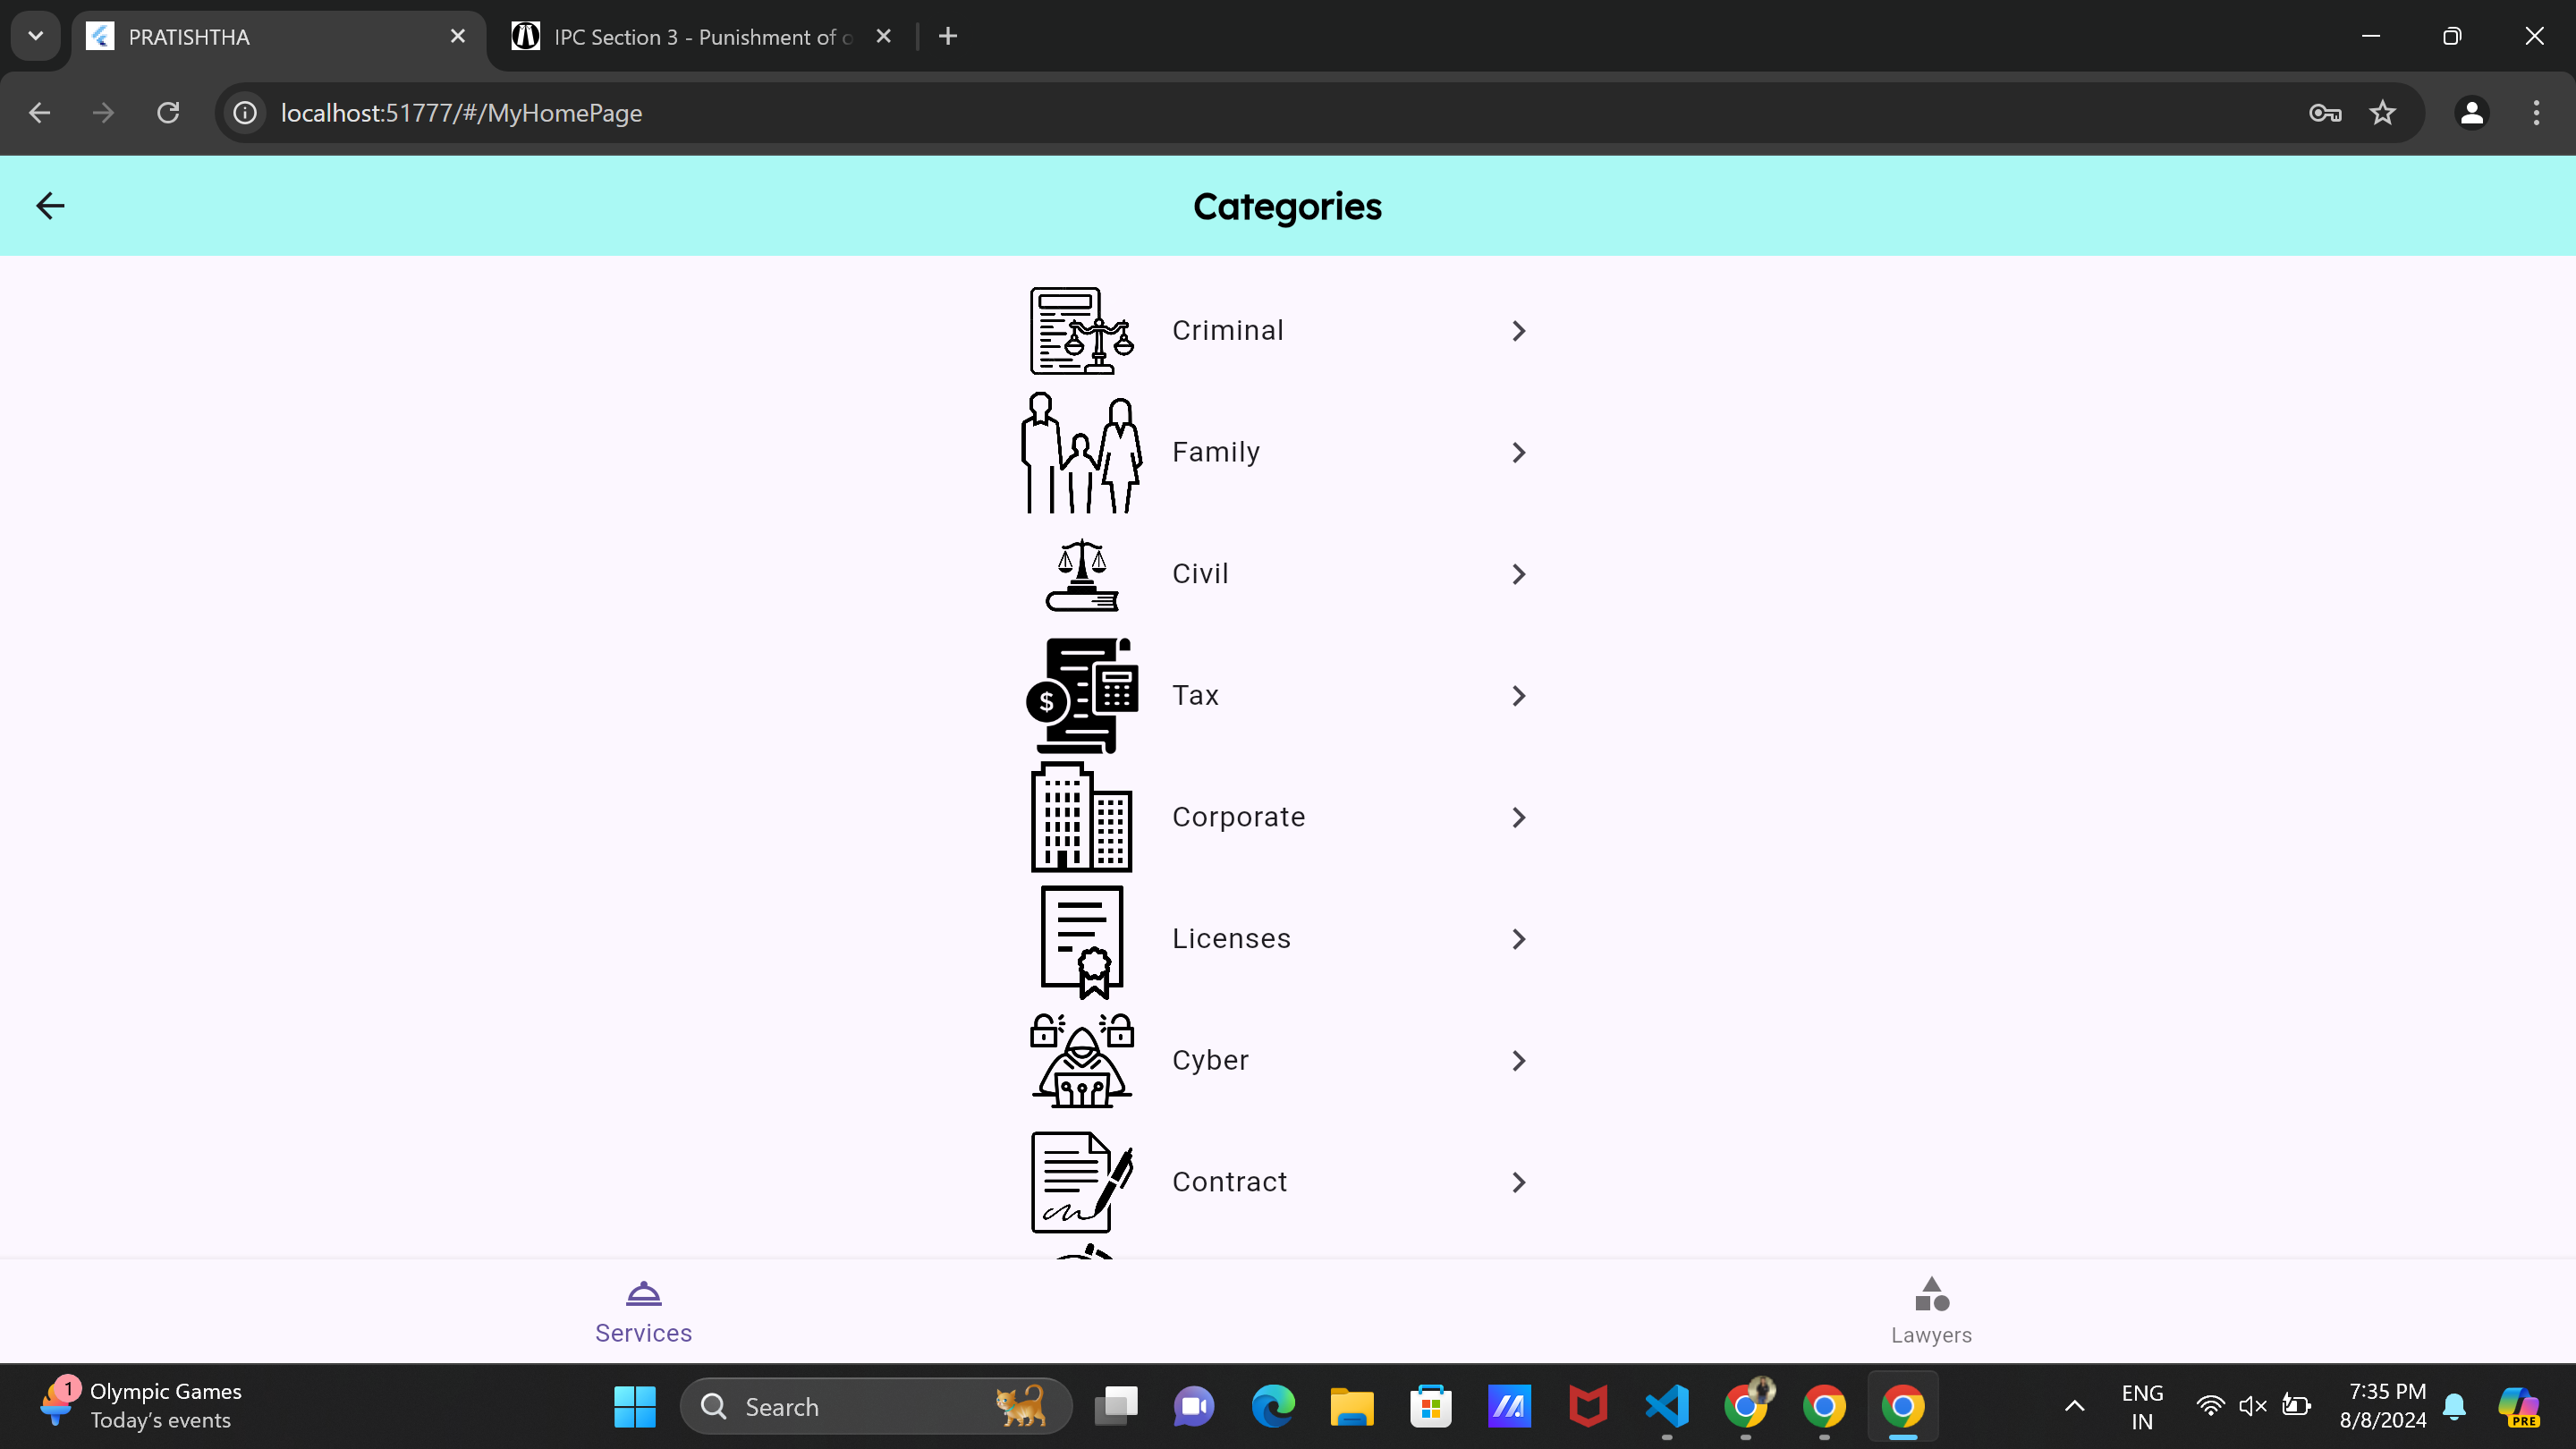 PRATISHTHA
IPC Section 3 - Punishment of o
localhost:51777/#/MyHomePage
Categories
Criminal
Family
Civil
$
Tax
Corporate
Licenses
Cyber
Contract
Services
Lawyers
1
Olympic Games
Today's events
Search
ENG
IN
7:35 PM
8/8/2024
PRE